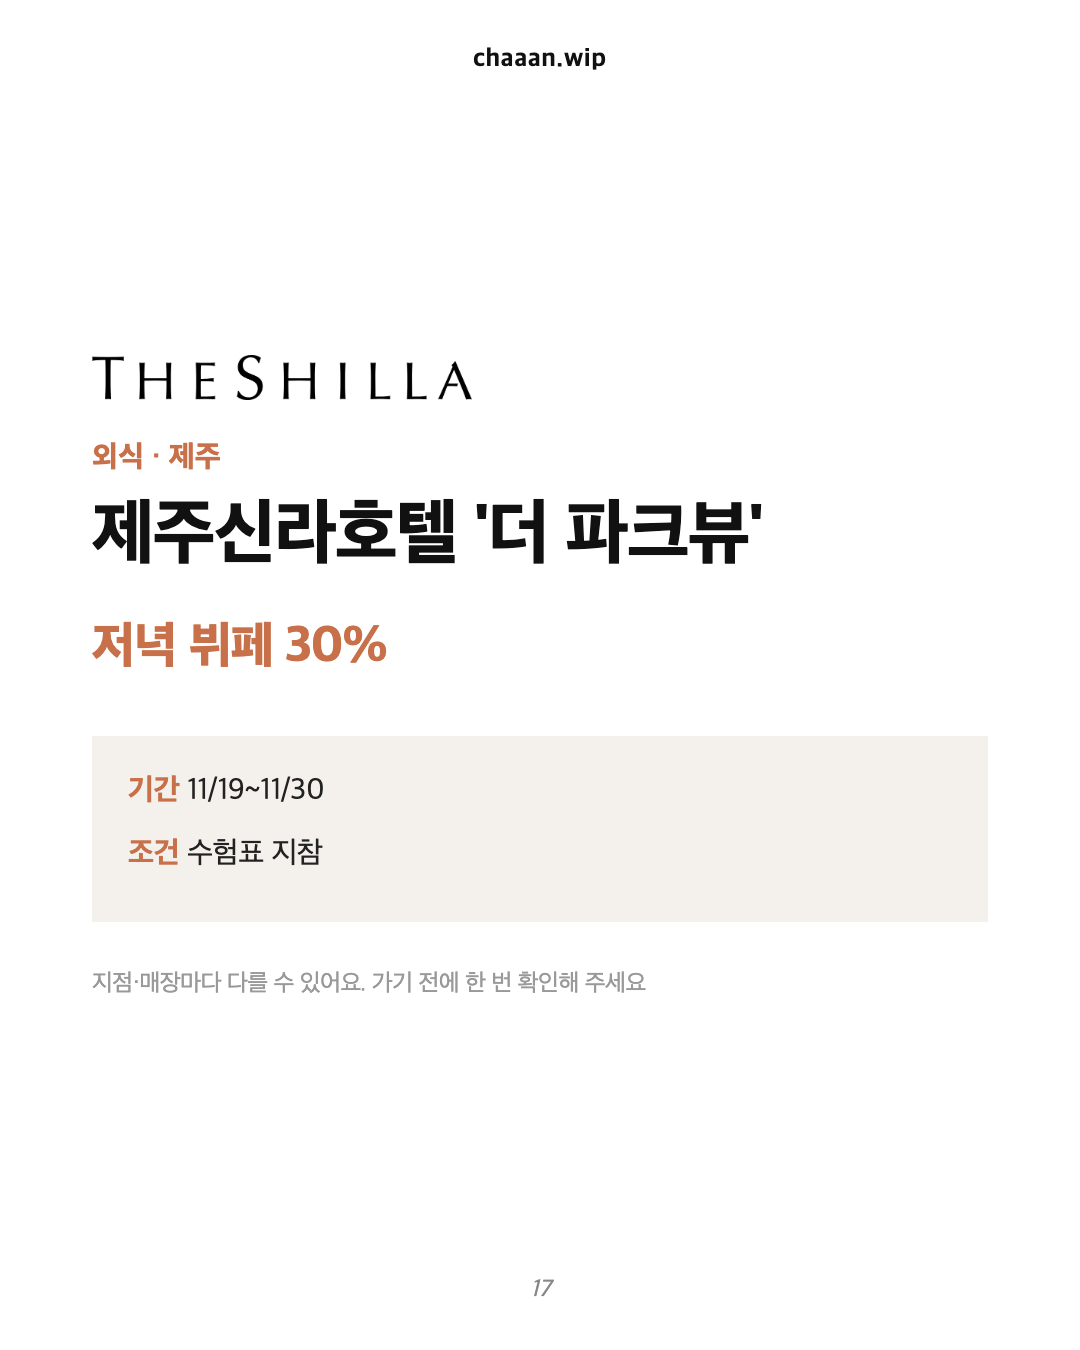 chaaan.wip
THE SHILLA
외식 · 제주
제주신라호텔 '더 파크뷰'
저녁 뷔페 30%
기간 11/19~11/30
조건 수험표 지참
지점·매장마다 다를 수 있어요. 가기 전에 한 번 확인해 주세요
17